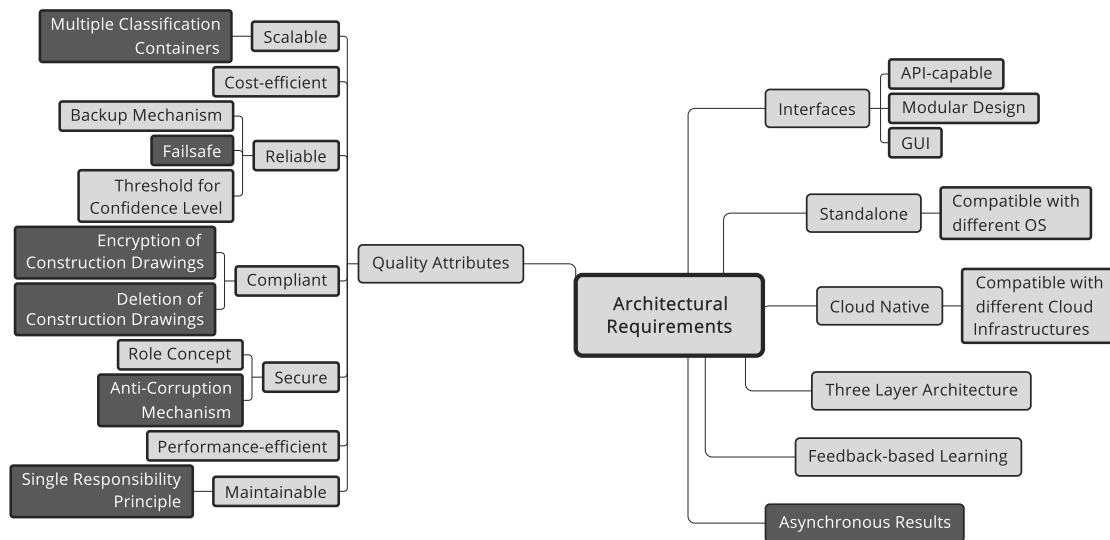 Multiple Classification
Containers
Scalable
Cost-efficient
Backup Mechanism
Failsafe
Reliable
Threshold for
Confidence Level
Encryption of
Construction Drawings
Compliant
Deletion of
Construction Drawings
Role Concept
Secure
Anti-Corruption
Mechanism
Performance-efficient
Single Responsibility
Principle
Maintainable
Quality Attributes
Architectural
Requirements
Interfaces
API-capable
Modular Design
GUI
Standalone
Compatible with
different OS
Cloud Native
Compatible with
different Cloud
Infrastructures
Three Layer Architecture
Feedback-based Learning
Asynchronous Results